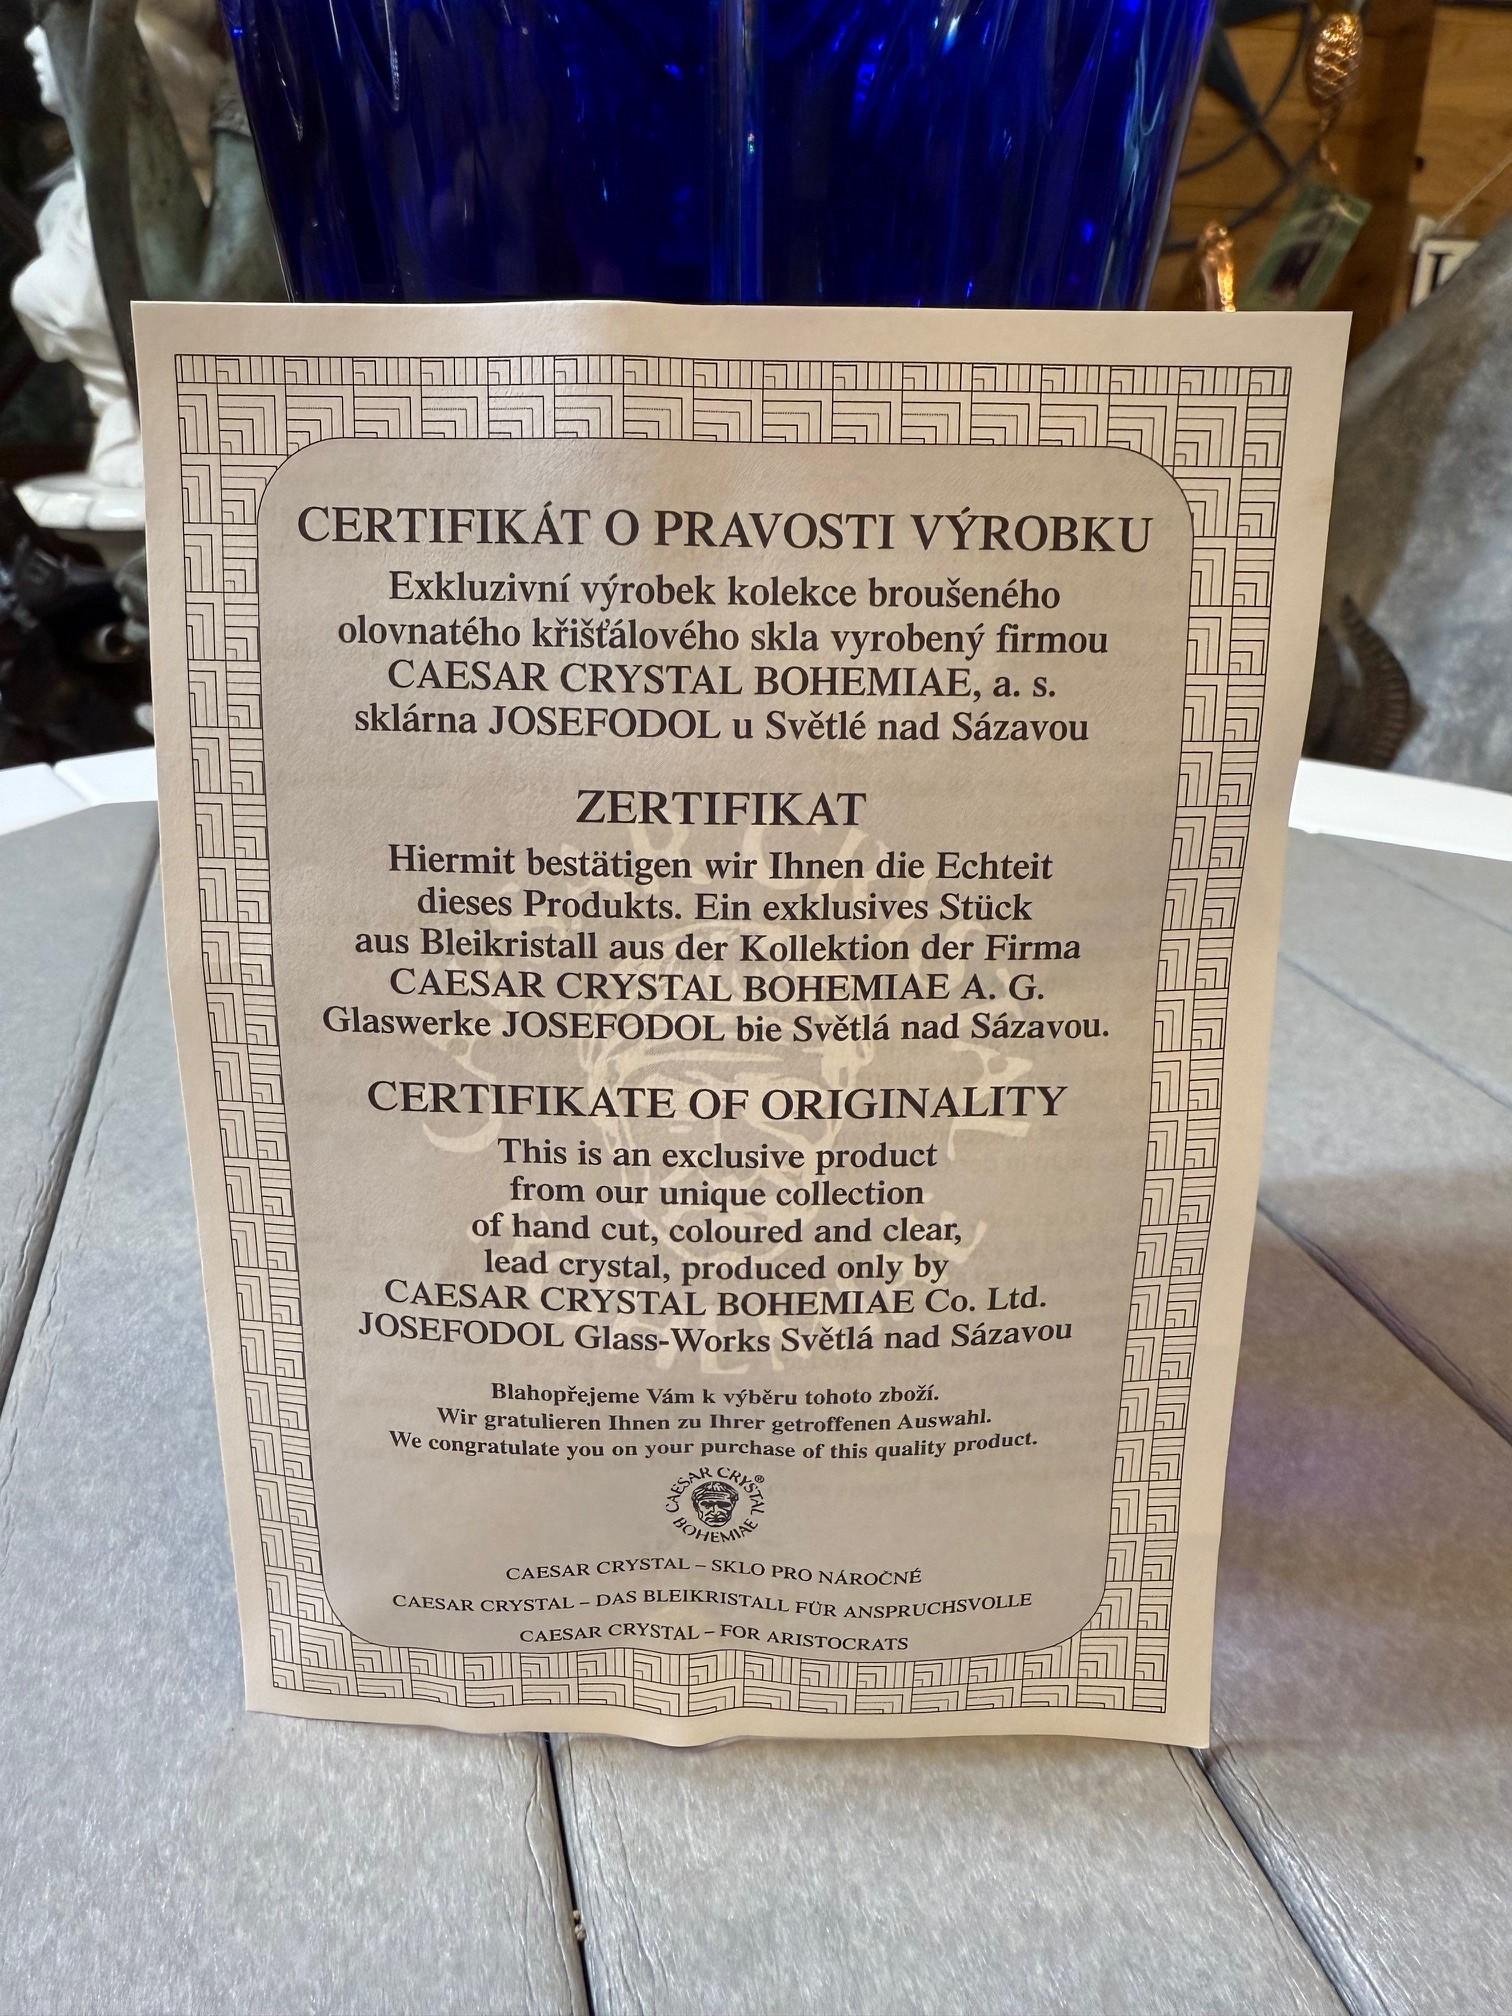 CERTIFIKÁT O PRAVOSTI VÝROBKU
Exkluzivní výrobek kolekce broušeného
olovnatého křišťálového skla vyrobený firmou
CAESAR CRYSTAL BOHEMIAE, a. s.
sklárna JOSEFODOL u Světlé nad Sázavou
ZERTIFIKAT
Hiermit bestätigen wir Ihnen die Echteit
dieses Produkts. Ein exklusives Stück
aus Bleikristall aus der Kollektion der Firma
CAESAR CRYSTAL BOHEMIAE A. G.
Glaswerke JOSEFODOL bie Světlá nad Sázavou.
CERTIFIKATE OF ORIGINALITY
This is an exclusive product
from our unique collection
of hand cut, coloured and clear,
lead crystal, produced only by
CAESAR CRYSTAL BOHEMIAE Co. Ltd.
JOSEFODOL Glass-Works Světlá nad Sázavou
Blahopřejeme Vám k výběru tohoto zboží.
Wir gratulieren Ihnen zu Ihrer getroffenen Auswahl.
We congratulate you on your purchase of this quality product.
CAESAR CRYSTAL®
BOHEMIAE
CAESAR CRYSTAL – SKLO PRO NÁROČNÉ
CAESAR CRYSTAL – DAS BLEIKRISTALL FÜR ANSPRUCHSVOLLE
CAESAR CRYSTAL – FOR ARISTOCRATS